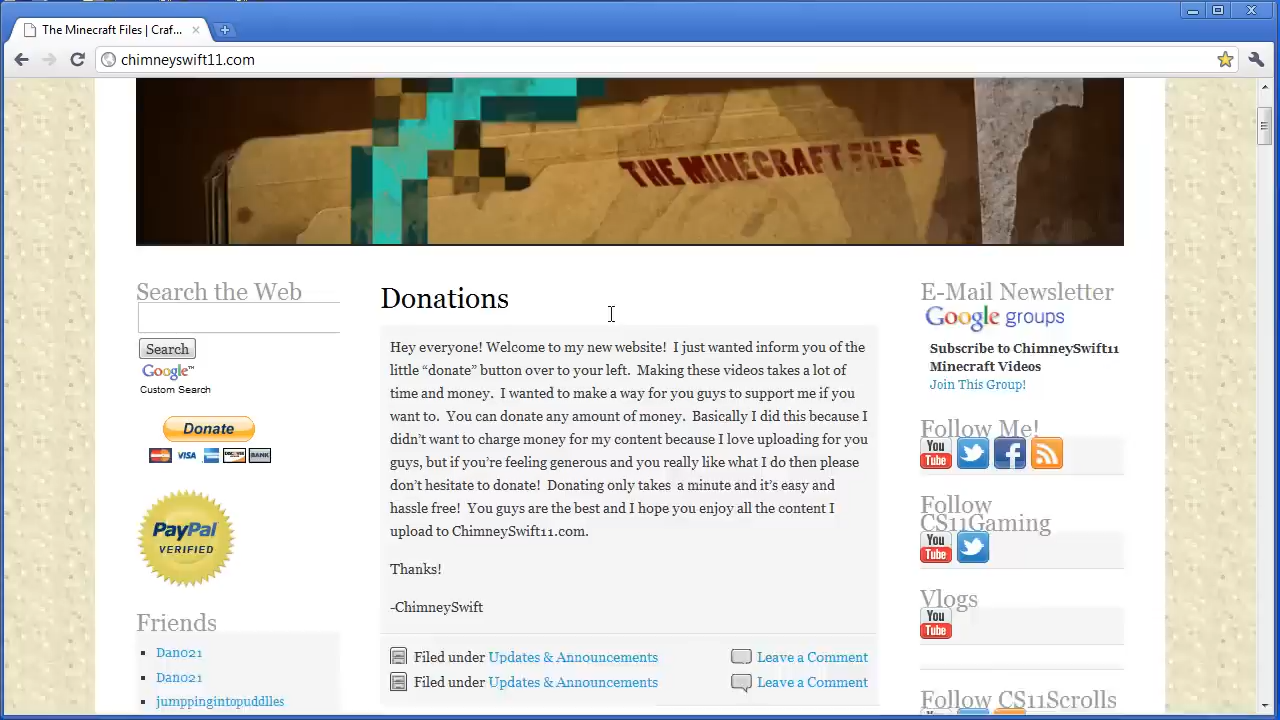 The Minecraft Files | Craf...
chimneyswift11.com
THE MINECRAFT FILES
Search the Web
Search
Google™
Custom Search
Donate
VISA
DISCOVER
BANK
PayPal
VERIFIED
Friends
Dan021
Dan021
jumppingintopuddlles
Donations
Hey everyone! Welcome to my new website!  I just wanted inform you of the
little “donate” button over to your left.  Making these videos takes a lot of
time and money.  I wanted to make a way for you guys to support me if you
want to.  You can donate any amount of money.  Basically I did this because I
didn’t want to charge money for my content because I love uploading for you
guys, but if you’re feeling generous and you really like what I do then please
don’t hesitate to donate!  Donating only takes  a minute and it’s easy and
hassle free!  You guys are the best and I hope you enjoy all the content I
upload to ChimneySwift11.com.
Thanks!
-ChimneySwift
Filed under Updates & Announcements
Leave a Comment
Filed under Updates & Announcements
Leave a Comment
E-Mail Newsletter
Google groups
Subscribe to ChimneySwift11
Minecraft Videos
Join This Group!
Follow Me!
You
Tube
Follow
CS11Gaming
You
Tube
Vlogs
You
Tube
Follow CS11Scrolls